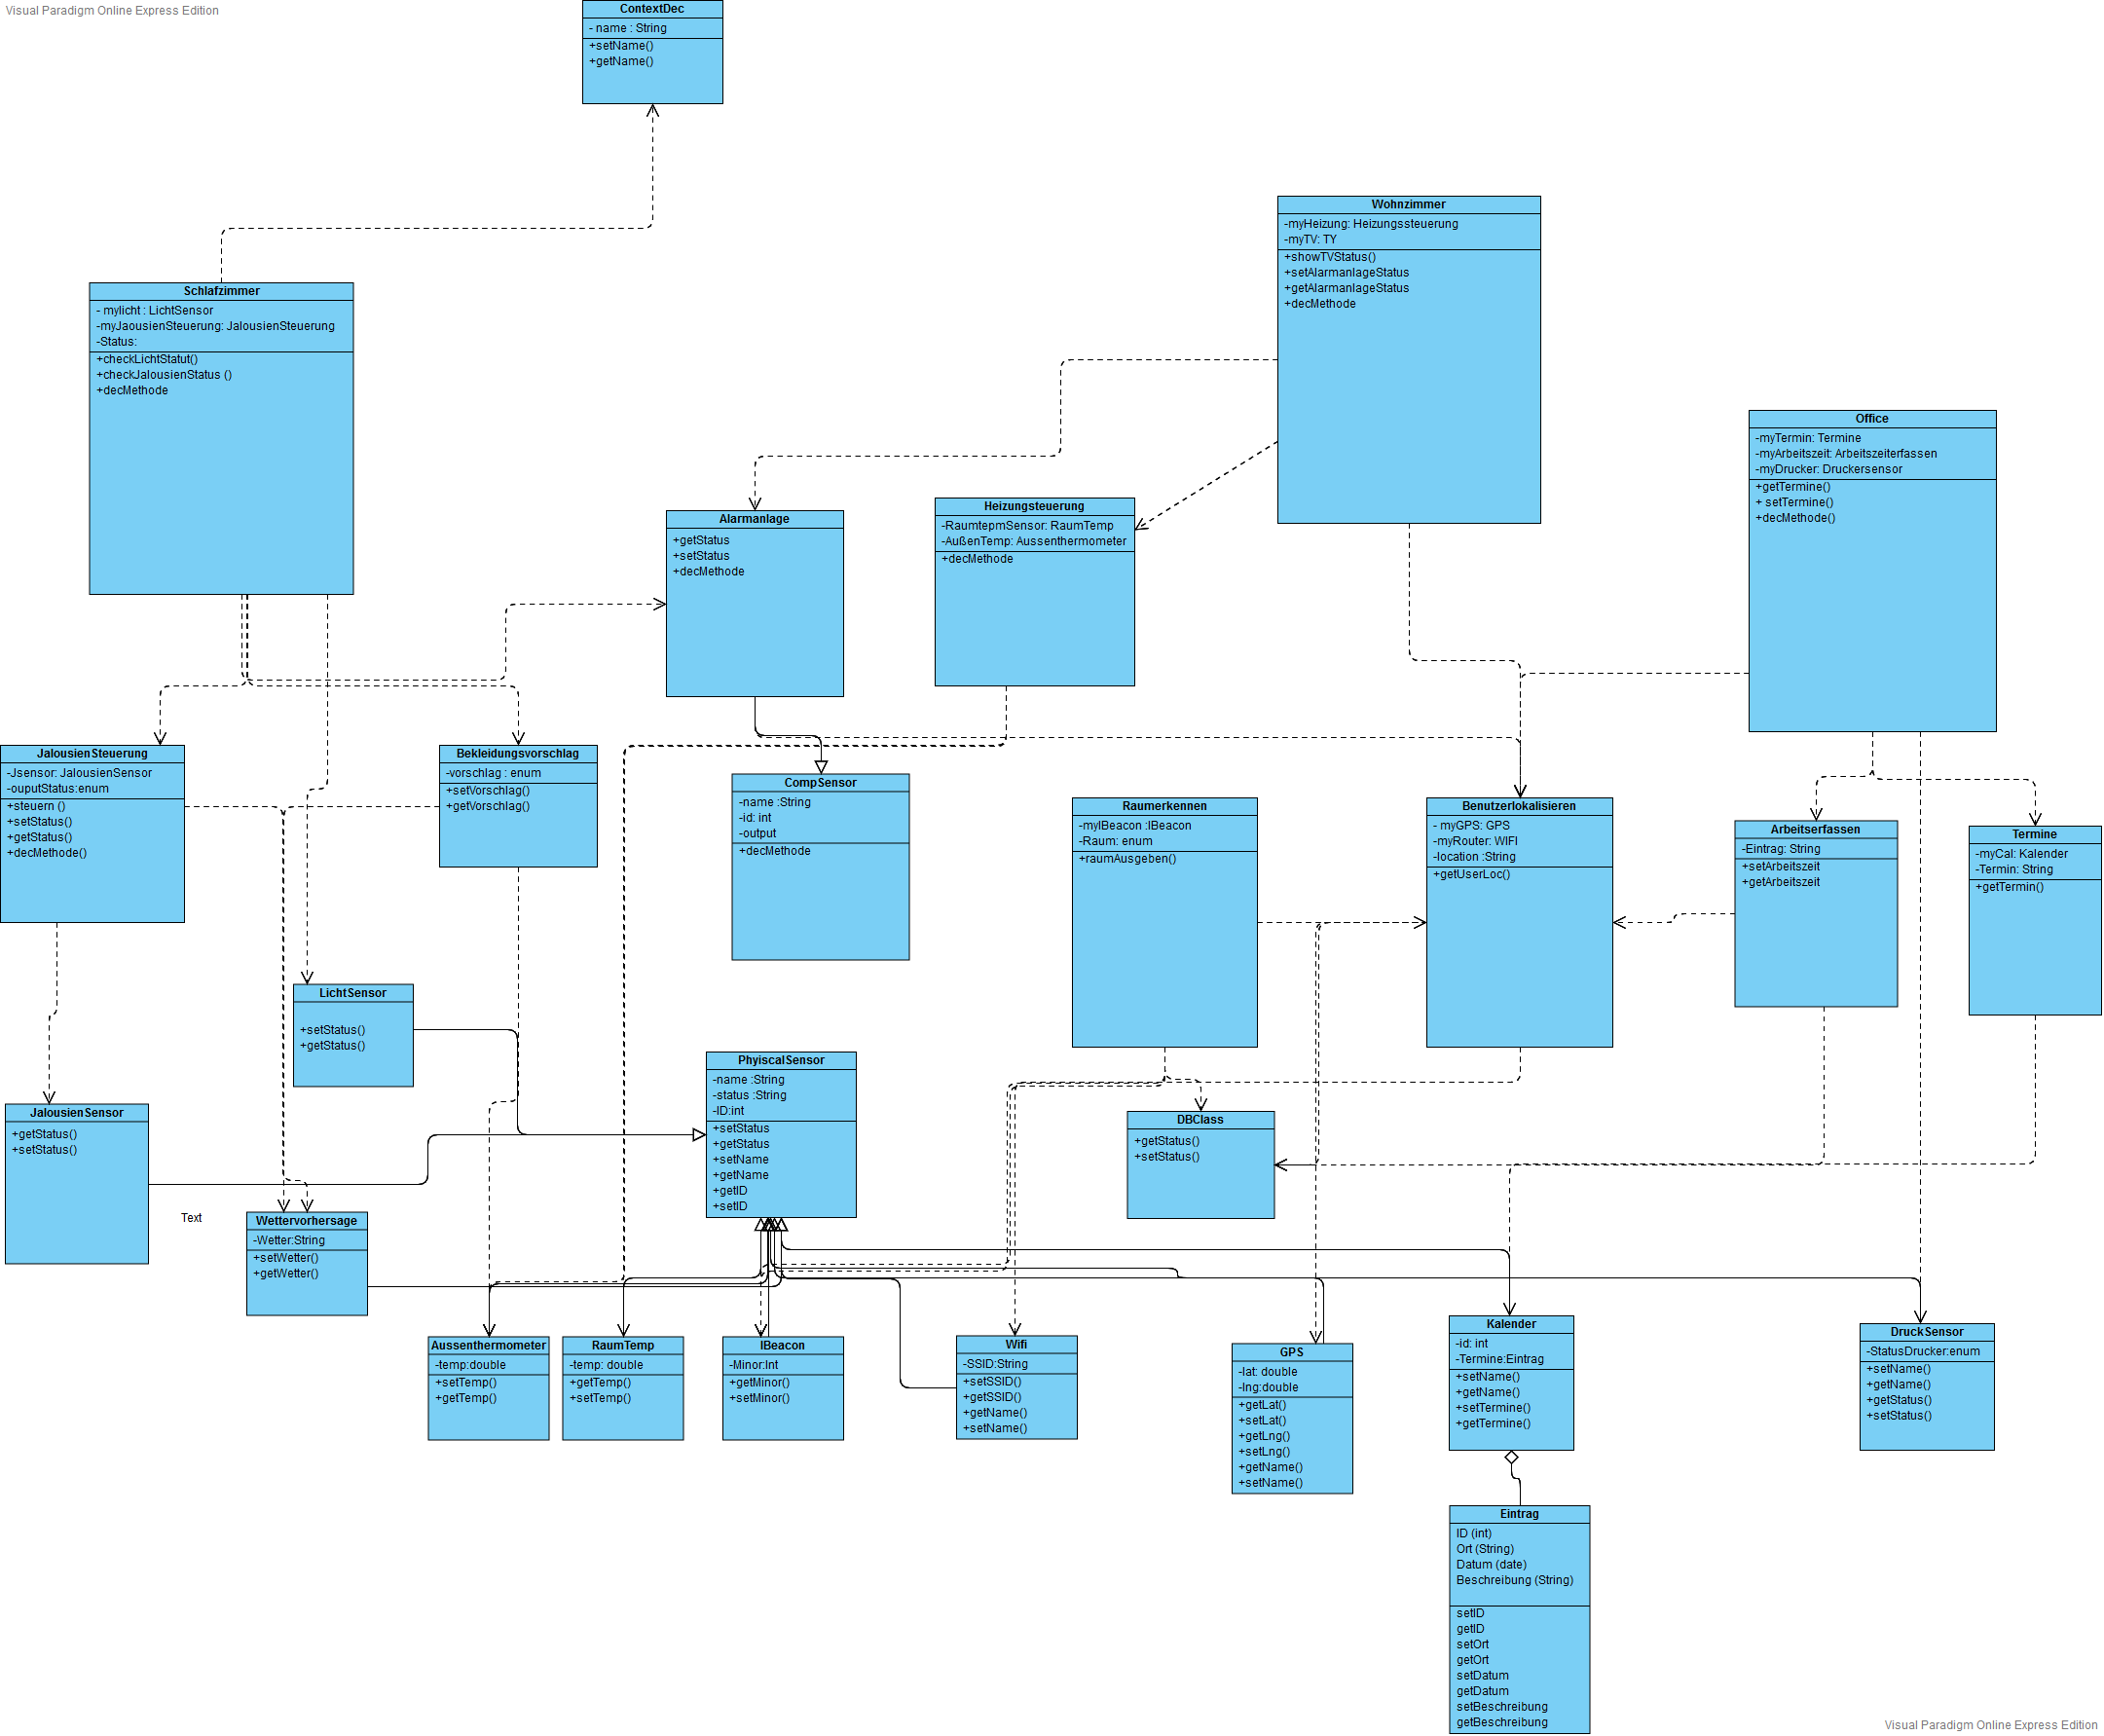 Visual Paradigm Online Express Edition
ContextDec
- name : String
+setName()
+getName()
Wohnzimmer
-myHeizung: Heizungssteuerung
-myTV: TY
+showTVStatus()
+setAlarmanlageStatus
+getAlarmanlageStatus
+decMethode
Schlafzimmer
- mylicht : LichtSensor
-myJaousienSteuerung: JalousienSteuerung
-Status:
+checkLichtStatut()
+checkJalousienStatus ()
+decMethode
Office
-myTermin: Termine
-myArbeitszeit: Arbeitszeiterfassen
-myDrucker: Druckersensor
+getTermine()
+ setTermine()
+decMethode()
Alarmanlage
+getStatus
+setStatus
+decMethode
Heizungsteuerung
-RaumtepmSensor: RaumTemp
-AußenTemp: Aussenthermometer
+decMethode
JalousienSteuerung
-Jsensor: JalousienSensor
-ouputStatus:enum
+steuern ()
+setStatus()
+getStatus()
+decMethode()
Bekleidungsvorschlag
-vorschlag : enum
+setVorschlag()
+getVorschlag()
CompSensor
-name :String
-id: int
-output
+decMethode
Raumerkennen
-myIBeacon :IBeacon
-Raum: enum
+raumAusgeben()
Benutzerlokalisieren
- myGPS: GPS
-myRouter: WIFI
-location :String
+getUserLoc()
Arbeitserfassen
-Eintrag: String
+setArbeitszeit
+getArbeitszeit
Termine
-myCal: Kalender
-Termin: String
+getTermin()
LichtSensor
+setStatus()
+getStatus()
PhyiscalSensor
-name :String
-status :String
-ID:int
+setStatus
+getStatus
+setName
+getName
+getID
+setID
JalousienSensor
+getStatus()
+setStatus()
DBClass
+getStatus()
+setStatus()
Text
Wettervorhersage
-Wetter:String
+setWetter()
+getWetter()
Aussenthermometer
-temp:double
+setTemp()
+getTemp()
RaumTemp
-temp: double
+getTemp()
+setTemp()
IBeacon
-Minor:Int
+getMinor()
+setMinor()
Wifi
-SSID:String
+setSSID()
+getSSID()
+getName()
+setName()
GPS
-lat: double
-lng:double
+getLat()
+setLat()
+getLng()
+setLng()
+getName()
+setName()
Kalender
-id: int
-Termine:Eintrag
+setName()
+getName()
+setTermine()
+getTermine()
DruckSensor
-StatusDrucker:enum
+setName()
+getName()
+getStatus()
+setStatus()
Eintrag
ID (int)
Ort (String)
Datum (date)
Beschreibung (String)
setID
getID
setOrt
getOrt
setDatum
getDatum
setBeschreibung
getBeschreibung
Visual Paradigm Online Express Edition